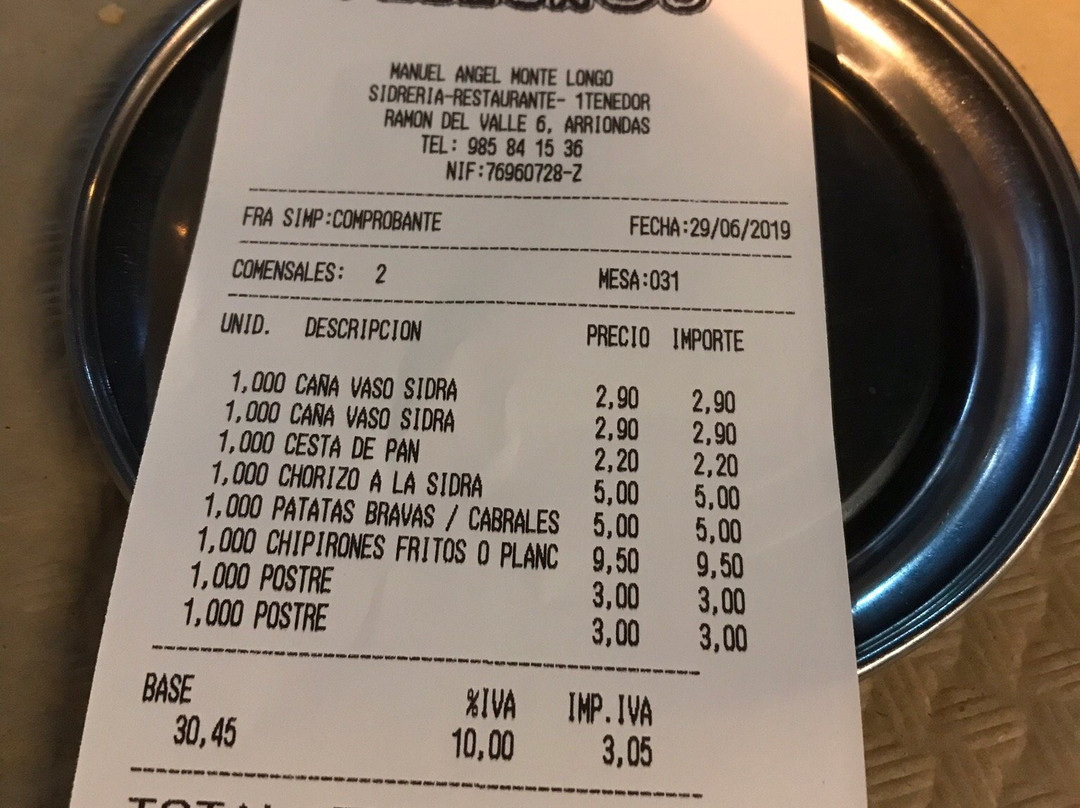 MANUEL ANGEL MONTE LONGO
SIDRERIA-RESTAURANTE- 1TENEDOR
RAMON DEL VALLE 6, ARRIONDAS
TEL: 985 84 15 36
NIF:76960728-Z
FRA SIMP:COMPROBANTE FECHA:29/06/2019
COMENSALES: 2 MESA:031
UNID. DESCRIPCION PRECIO IMPORTE
1,000 CAÑA VASO SIDRA 2,90 2,90
1,000 CAÑA VASO SIDRA 2,90 2,90
1,000 CESTA DE PAN 2,20 2,20
1,000 CHORIZO A LA SIDRA 5,00 5,00
1,000 PATATAS BRAVAS / CABRALES 5,00 5,00
1,000 CHIPIRONES FRITOS O PLANC 9,50 9,50
1,000 POSTRE 3,00 3,00
1,000 POSTRE 3,00 3,00
BASE %IVA IMP.IVA
30,45 10,00 3,05